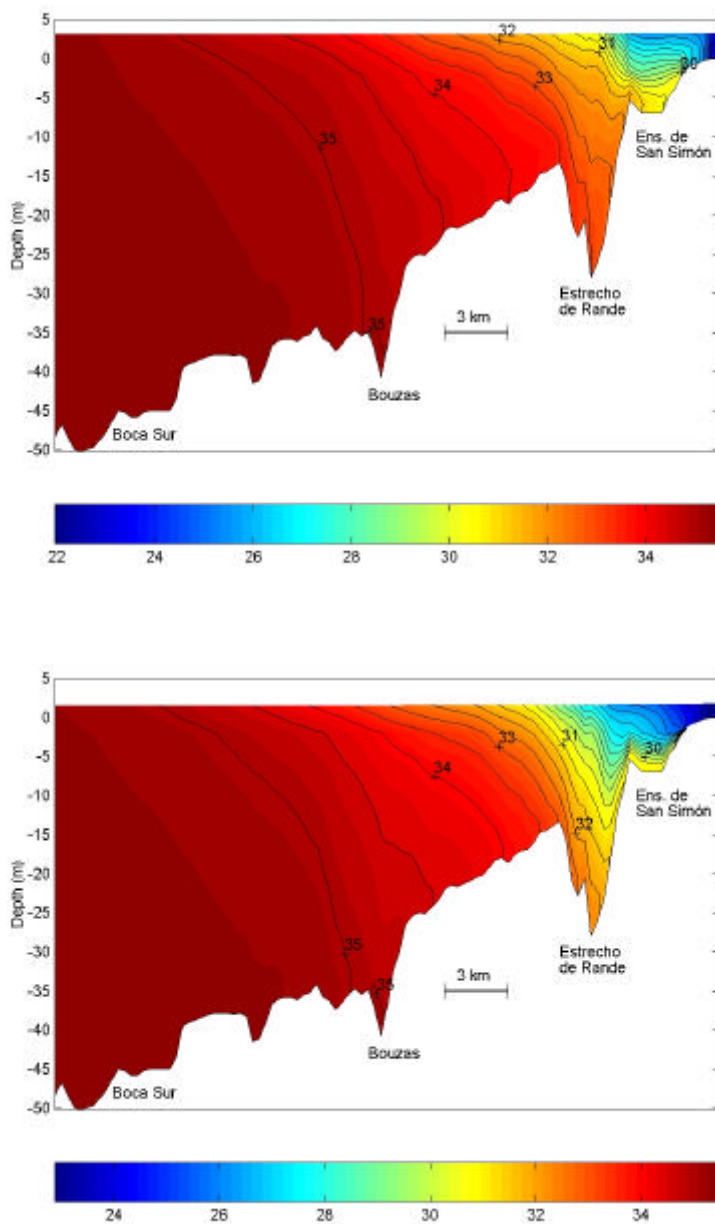 5
0
-5
-10
-15
-20
-25
-30
-35
-40
-45
-50
Depth (m)
32
31
30
33
34
35
35
Ens. de
San Simón
Estrecho
de Rande
3 km
Bouzas
Boca Sur
22 24 26 28 30 32 34
5
0
-5
-10
-15
-20
-25
-30
-35
-40
-45
-50
Depth (m)
33
31
30
34
32
35
35
Ens. de
San Simón
Estrecho
de Rande
3 km
Bouzas
Boca Sur
24 26 28 30 32 34